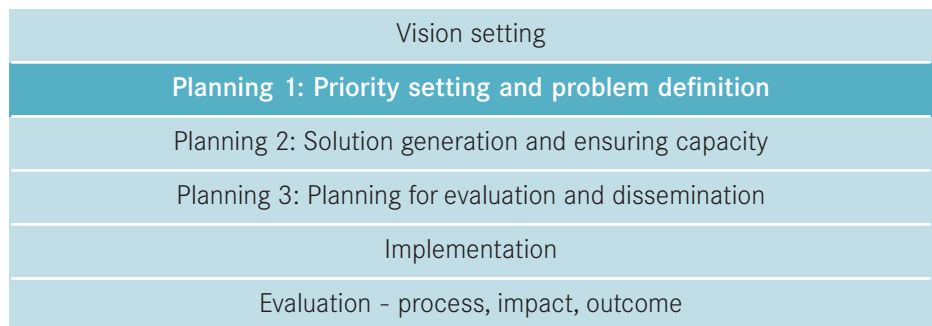 Vision setting
Planning 1: Priority setting and problem definition
Planning 2: Solution generation and ensuring capacity
Planning 3: Planning for evaluation and dissemination
Implementation
Evaluation - process, impact, outcome